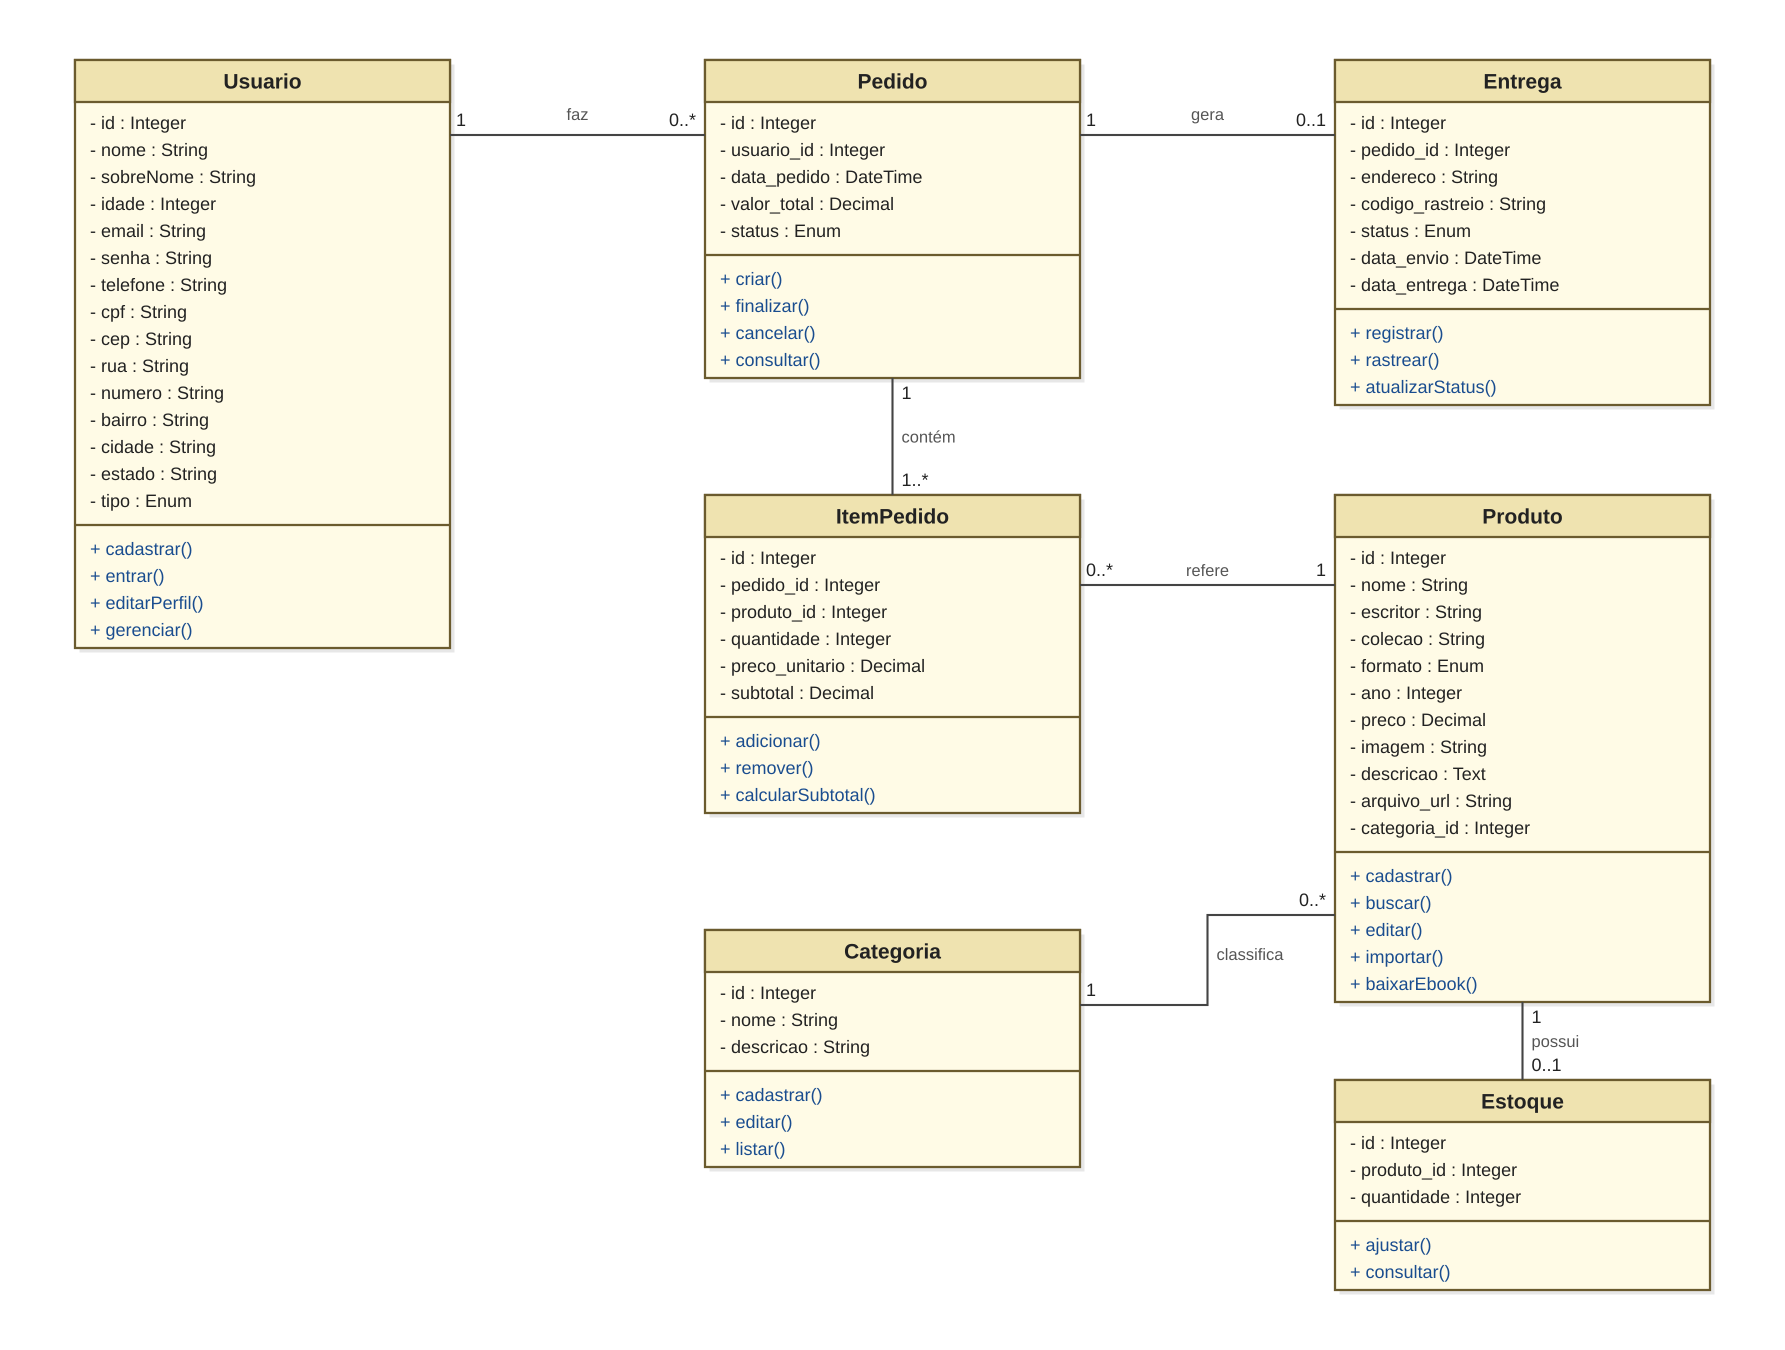 Usuario
- id : Integer
- nome : String
- sobreNome : String
- idade : Integer
- email : String
- senha : String
- telefone : String
- cpf : String
- cep : String
- rua : String
- numero : String
- bairro : String
- cidade : String
- estado : String
- tipo : Enum
+ cadastrar()
+ entrar()
+ editarPerfil()
+ gerenciar()
1
faz
0..*
Pedido
- id : Integer
- usuario_id : Integer
- data_pedido : DateTime
- valor_total : Decimal
- status : Enum
+ criar()
+ finalizar()
+ cancelar()
+ consultar()
1
gera
0..1
Entrega
- id : Integer
- pedido_id : Integer
- endereco : String
- codigo_rastreio : String
- status : Enum
- data_envio : DateTime
- data_entrega : DateTime
+ registrar()
+ rastrear()
+ atualizarStatus()
1
contém
1..*
ItemPedido
- id : Integer
- pedido_id : Integer
- produto_id : Integer
- quantidade : Integer
- preco_unitario : Decimal
- subtotal : Decimal
+ adicionar()
+ remover()
+ calcularSubtotal()
0..*
refere
1
Produto
- id : Integer
- nome : String
- escritor : String
- colecao : String
- formato : Enum
- ano : Integer
- preco : Decimal
- imagem : String
- descricao : Text
- arquivo_url : String
- categoria_id : Integer
+ cadastrar()
+ buscar()
+ editar()
+ importar()
+ baixarEbook()
0..*
classifica
1
Categoria
- id : Integer
- nome : String
- descricao : String
+ cadastrar()
+ editar()
+ listar()
1
possui
0..1
Estoque
- id : Integer
- produto_id : Integer
- quantidade : Integer
+ ajustar()
+ consultar()